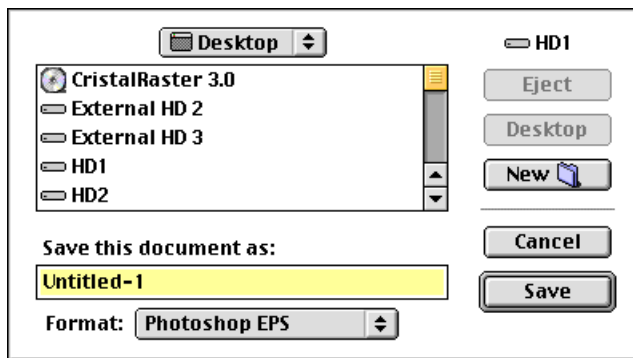 Desktop
HD1
CristalRaster 3.0
External HD 2
External HD 3
HD1
HD2
Eject
Desktop
New
Save this document as:
Untitled-1
Format: Photoshop EPS
Cancel
Save